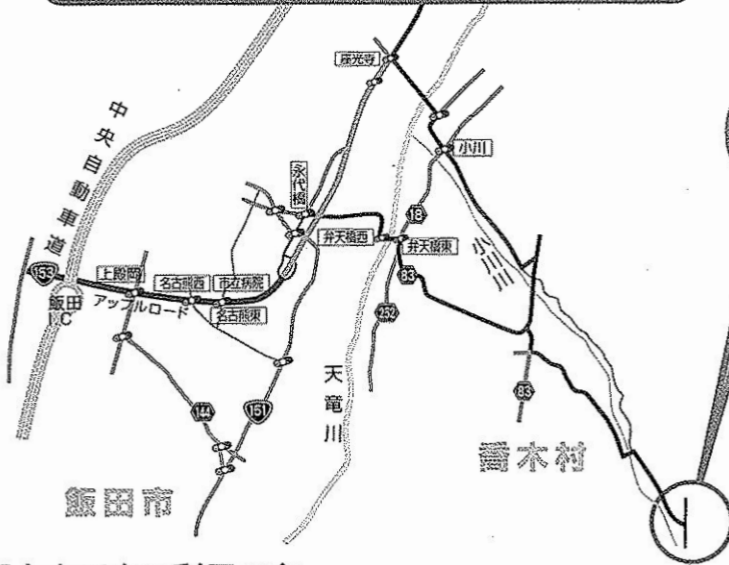 座光寺
中央自動車道
小川
永代橋
18
弁天橋西
弁天橋東
小川川
153
上殿岡
名古熊西
市立病院
83
飯田
I.C
アップルロード
名古熊東
252
天竜川
83
144
151
喬木村
飯田市